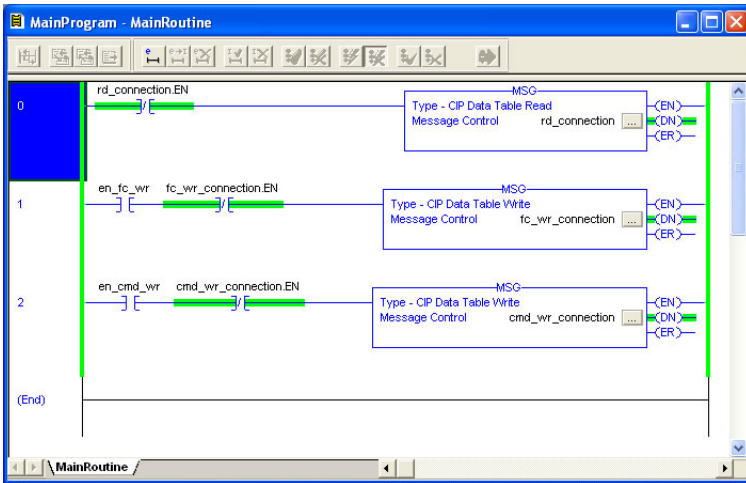 MainProgram - MainRoutine
0
rd_connection.EN
MSG
Type - CIP Data Table Read
Message Control rd_connection ...
EN
DN
ER
1
en_fc_wr fc_wr_connection.EN
MSG
Type - CIP Data Table Write
Message Control fc_wr_connection ...
EN
DN
ER
2
en_cmd_wr cmd_wr_connection.EN
MSG
Type - CIP Data Table Write
Message Control cmd_wr_connection ...
EN
DN
ER
(End)
MainRoutine